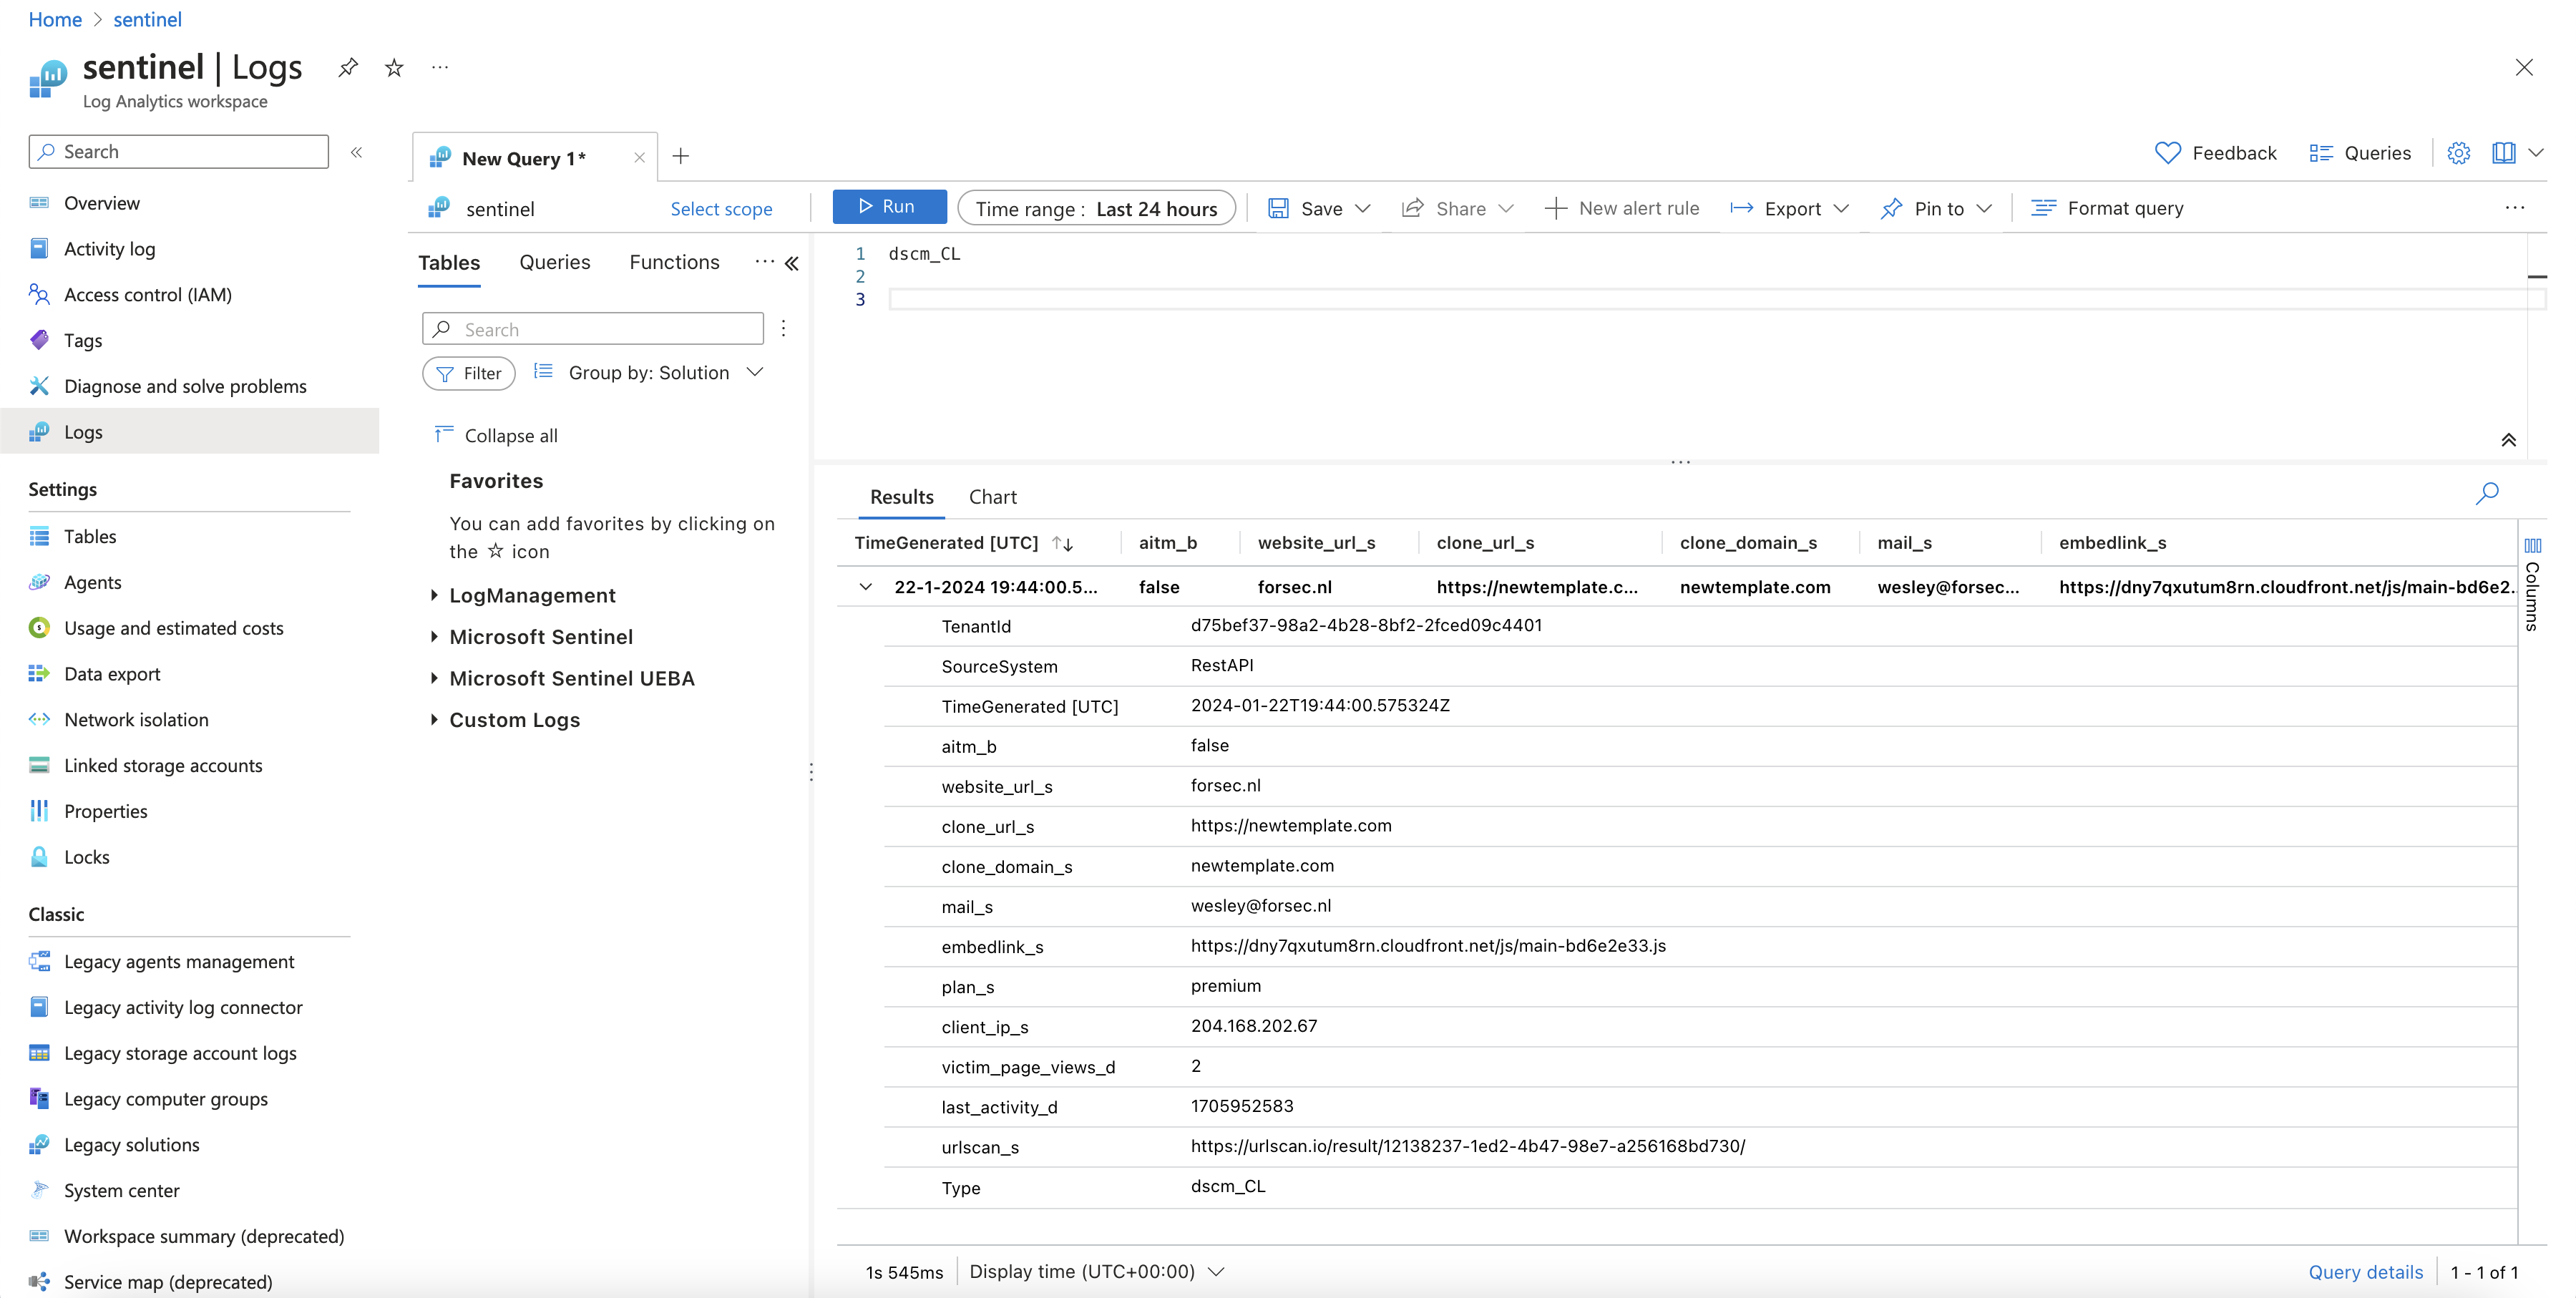 Home > sentinel
sentinel | Logs
Log Analytics workspace
Search
Overview
Activity log
Access control (IAM)
Tags
Diagnose and solve problems
Logs
Settings
Tables
Agents
Usage and estimated costs
Data export
Network isolation
Linked storage accounts
Properties
Locks
Classic
Legacy agents management
Legacy activity log connector
Legacy storage account logs
Legacy computer groups
Legacy solutions
System center
Workspace summary (deprecated)
Service map (deprecated)
New Query 1*
Feedback Queries
sentinel Select scope
Run Time range : Last 24 hours Save Share New alert rule Export Pin to Format query
Tables Queries Functions
Search
Filter Group by: Solution
Collapse all
Favorites
You can add favorites by clicking on
the ☆ icon
LogManagement
Microsoft Sentinel
Microsoft Sentinel UEBA
Custom Logs
1 dscm_CL
2
3
Results Chart
TimeGenerated [UTC] aitm_b website_url_s clone_url_s clone_domain_s mail_s embedlink_s
22-1-2024 19:44:00.5... false forsec.nl https://newtemplate.c... newtemplate.com wesley@forsec... https://dny7qxutum8rn.cloudfront.net/js/main-bd6e2...
TenantId d75bef37-98a2-4b28-8bf2-2fced09c4401
SourceSystem RestAPI
TimeGenerated [UTC] 2024-01-22T19:44:00.575324Z
aitm_b false
website_url_s forsec.nl
clone_url_s https://newtemplate.com
clone_domain_s newtemplate.com
mail_s wesley@forsec.nl
embedlink_s https://dny7qxutum8rn.cloudfront.net/js/main-bd6e2e33.js
plan_s premium
client_ip_s 204.168.202.67
victim_page_views_d 2
last_activity_d 1705952583
urlscan_s https://urlscan.io/result/12138237-1ed2-4b47-98e7-a256168bd730/
Type dscm_CL
Columns
1s 545ms Display time (UTC+00:00) Query details 1 - 1 of 1